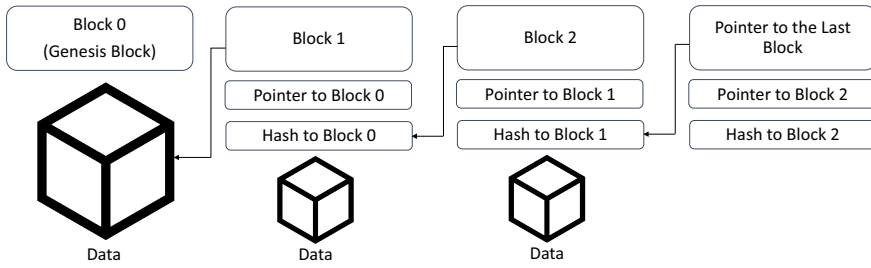 Block 0
(Genesis Block)
Data
Block 1
Pointer to Block 0
Hash to Block 0
Data
Block 2
Pointer to Block 1
Hash to Block 1
Data
Pointer to the Last
Block
Pointer to Block 2
Hash to Block 2